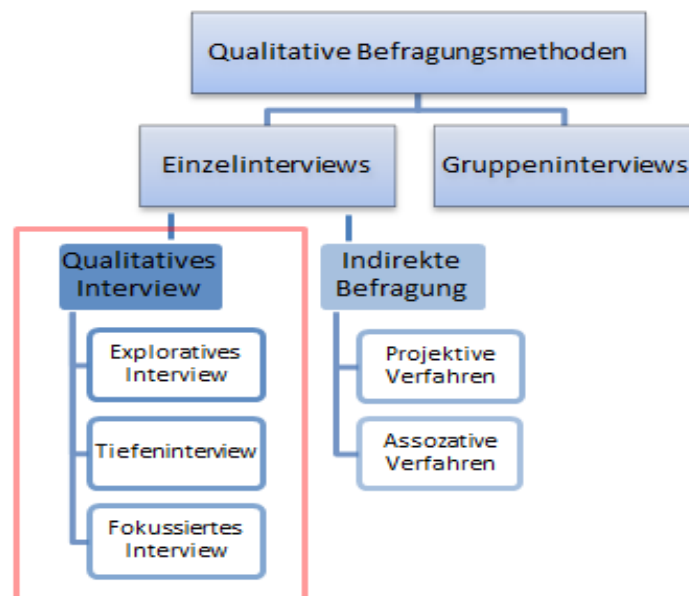 Qualitative Befragungsmethoden
Einzelinterviews
Gruppeninterviews
Qualitatives
Interview
Indirekte
Befragung
Exploratives
Interview
Tiefeninterview
Fokussiertes
Interview
Projektive
Verfahren
Assozative
Verfahren